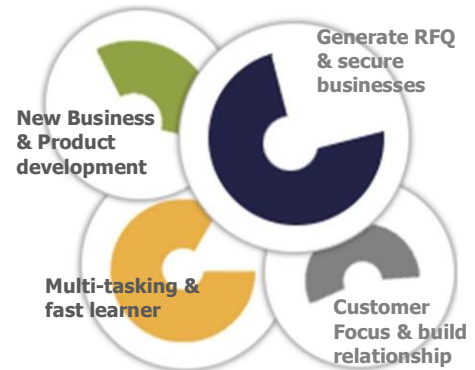 Generate RFQ
& secure
businesses
New Business
& Product
development
Multi-tasking &
fast learner
Customer
Focus & build
relationship